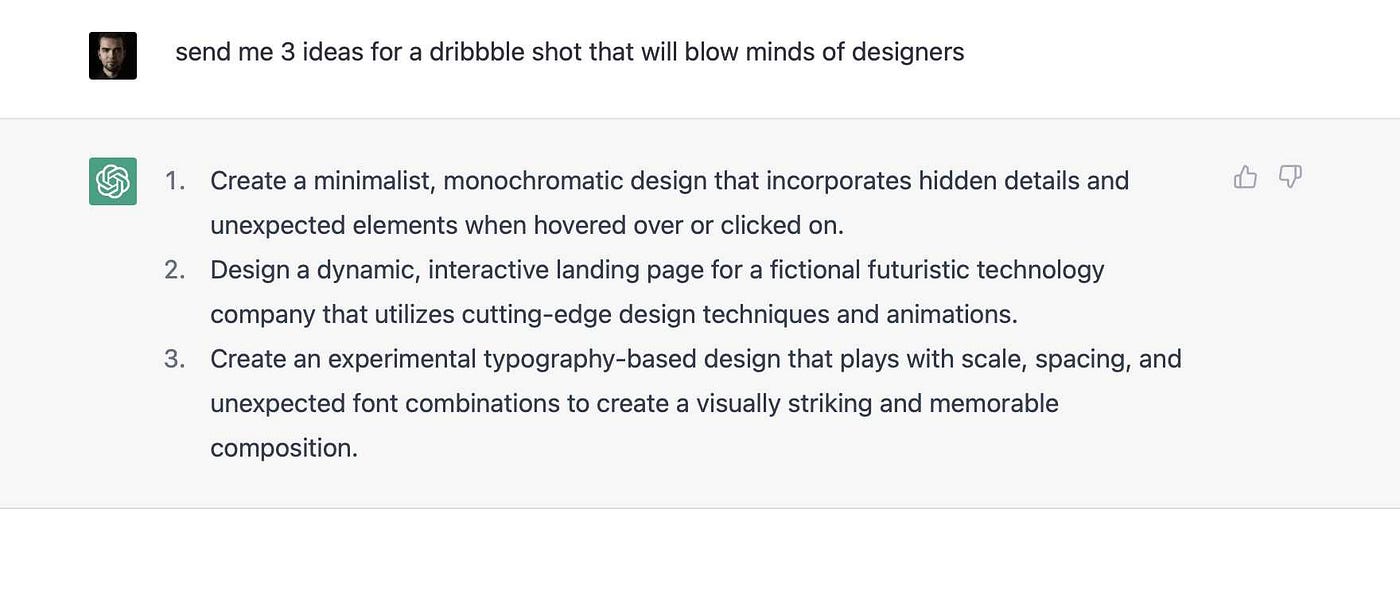 send me 3 ideas for a dribbble shot that will blow minds of designers
1. Create a minimalist, monochromatic design that incorporates hidden details and
unexpected elements when hovered over or clicked on.
2. Design a dynamic, interactive landing page for a fictional futuristic technology
company that utilizes cutting-edge design techniques and animations.
3. Create an experimental typography-based design that plays with scale, spacing, and
unexpected font combinations to create a visually striking and memorable
composition.